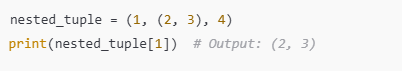 nested_tuple = (1, (2, 3), 4)
print(nested_tuple[1])  # Output: (2, 3)